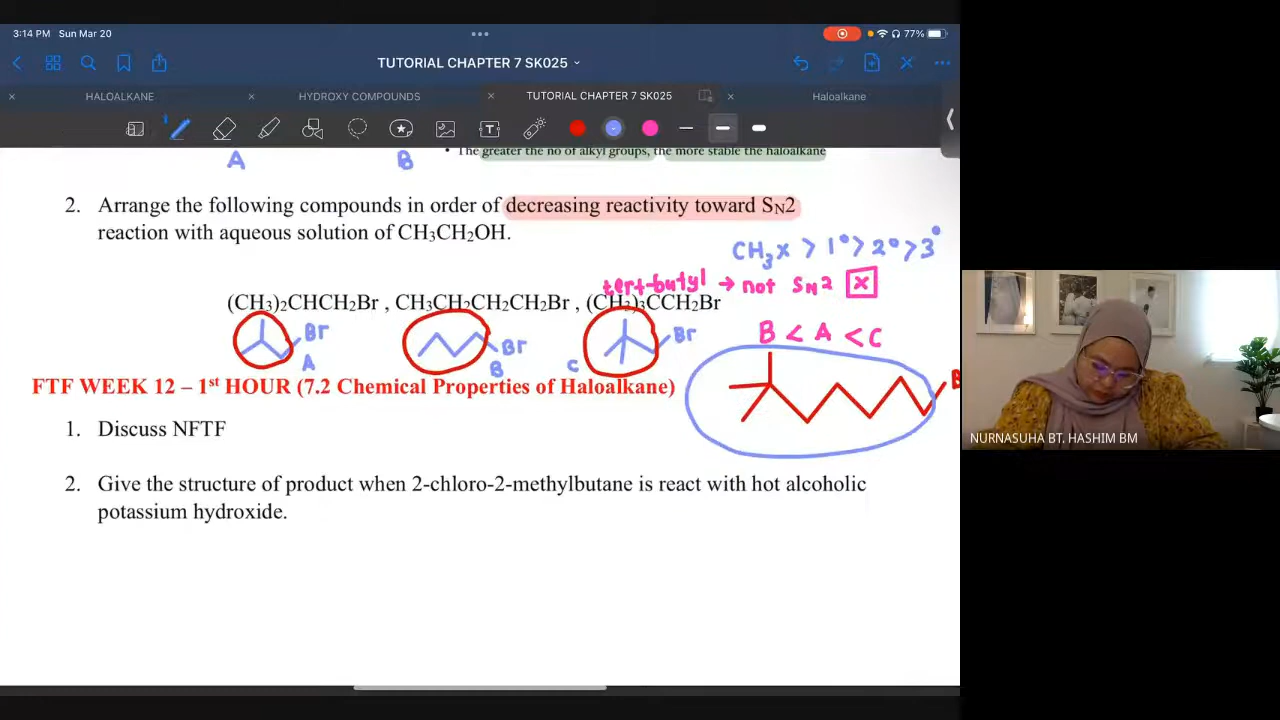 3:14 PM Sun Mar 20
77%
TUTORIAL CHAPTER 7 SK025
HALOALKANE
HYDROXY COMPOUNDS
TUTORIAL CHAPTER 7 SK025
Haloalkane
A
B
• The greater the no of alkyl groups, the more stable the haloalkane
2. Arrange the following compounds in order of decreasing reactivity toward SN2
reaction with aqueous solution of CH3CH2OH.
CH3X > 1° > 2° > 3°
tert-butyl → not SN2 X
(CH3)2CHCH2Br , CH3CH2CH2CH2Br , (CH3)3CCH2Br
Br
A
Br
B
Br
C
B < A < C
B
FTF WEEK 12 – 1st HOUR (7.2 Chemical Properties of Haloalkane)
1. Discuss NFTF
2. Give the structure of product when 2-chloro-2-methylbutane is react with hot alcoholic
potassium hydroxide.
NURNASUHA BT. HASHIM BM